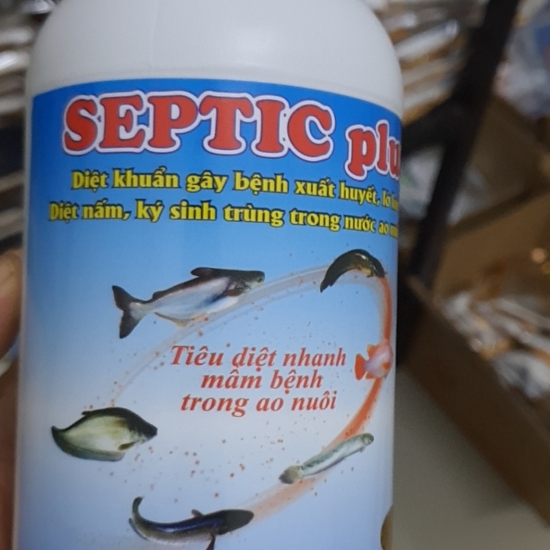 SEPTIC plu
Diệt khuẩn gây bệnh xuất huyết, lở
Diệt nấm, ký sinh trùng trong nước ao
Tiêu diệt nhanh
mầm bệnh
trong ao nuôi